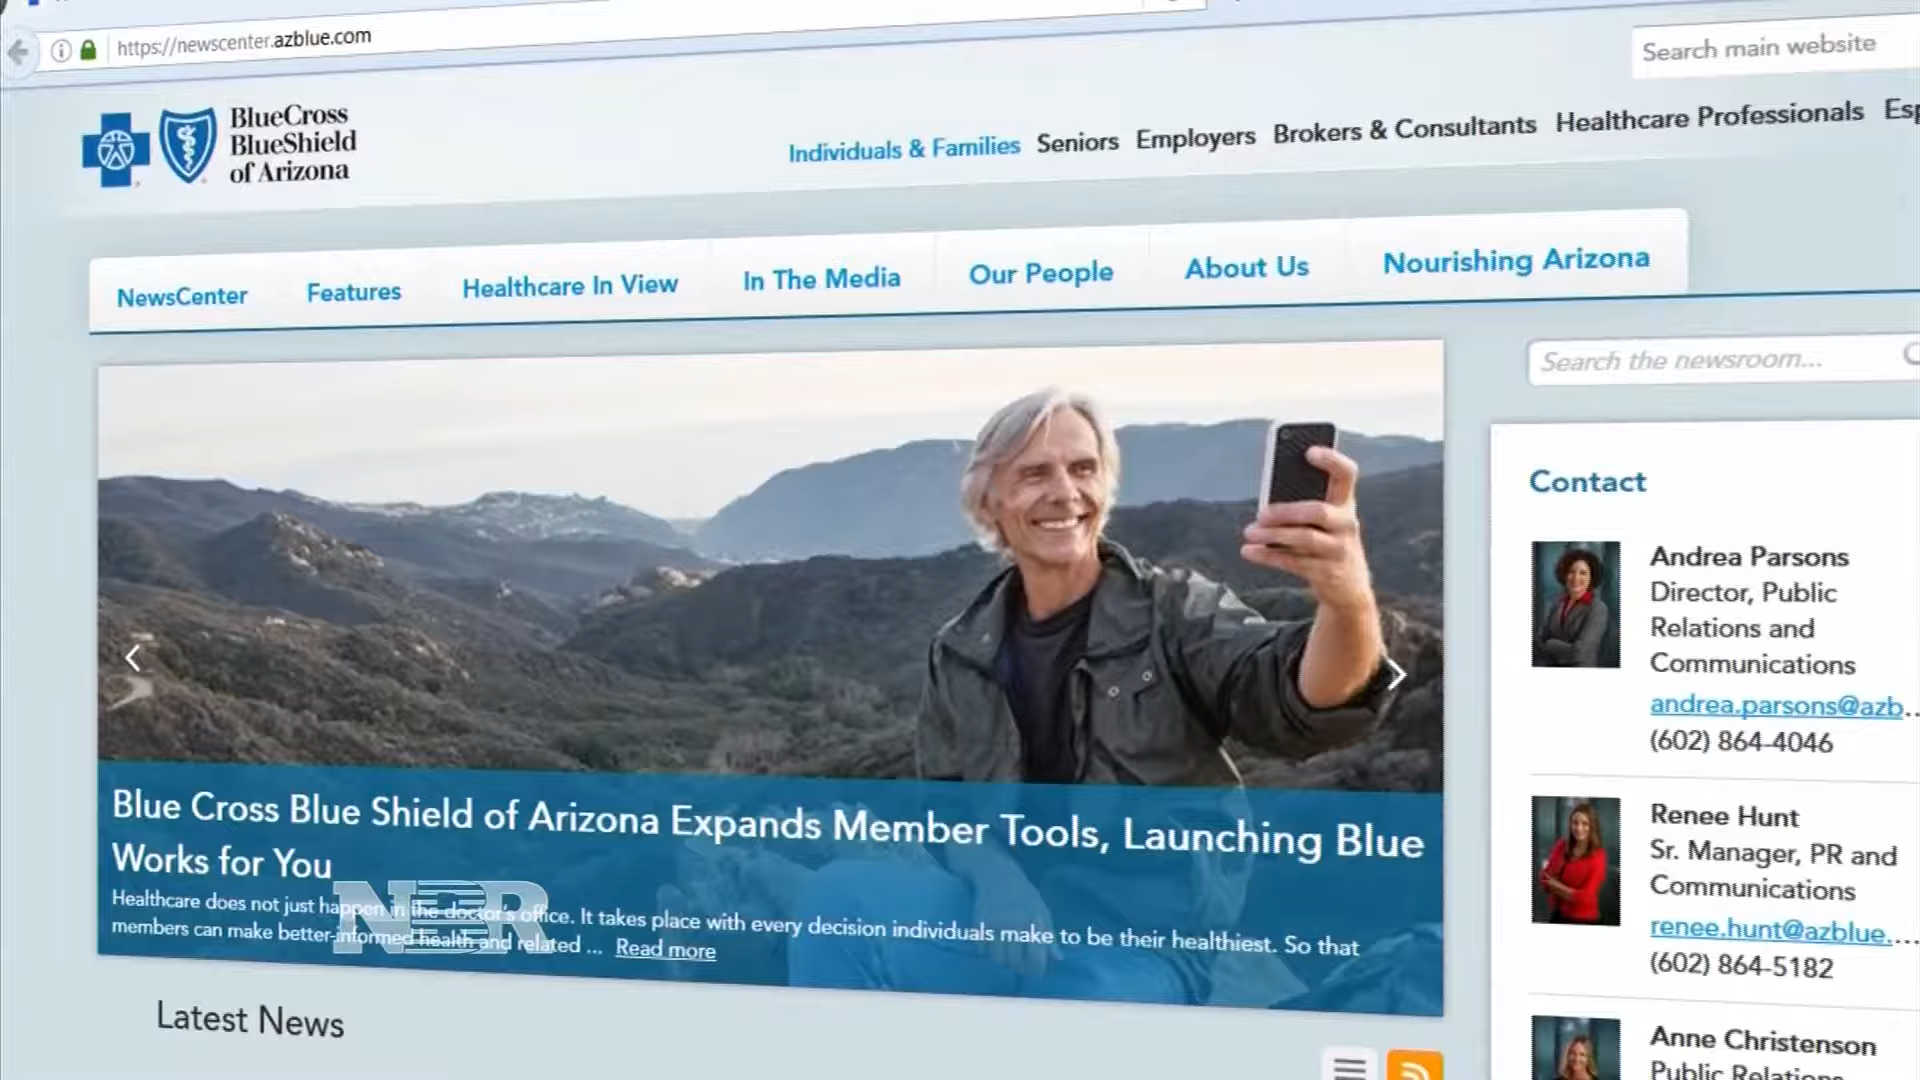 https://newscenter.azblue.com
Search main website
BlueCross
BlueShield
of Arizona
Individuals & Families Seniors Employers Brokers & Consultants Healthcare Professionals Esp
NewsCenter Features Healthcare In View In The Media Our People About Us Nourishing Arizona
Search the newsroom...
Blue Cross Blue Shield of Arizona Expands Member Tools, Launching Blue
Works for You
Healthcare does not just happen in the doctor's office. It takes place with every decision individuals make to be their healthiest. So that
members can make better-informed health and related ... Read more
NBR
Latest News
Contact
Andrea Parsons
Director, Public
Relations and
Communications
andrea.parsons@azb...
(602) 864-4046
Renee Hunt
Sr. Manager, PR and
Communications
renee.hunt@azblue....
(602) 864-5182
Anne Christenson
Public Relations